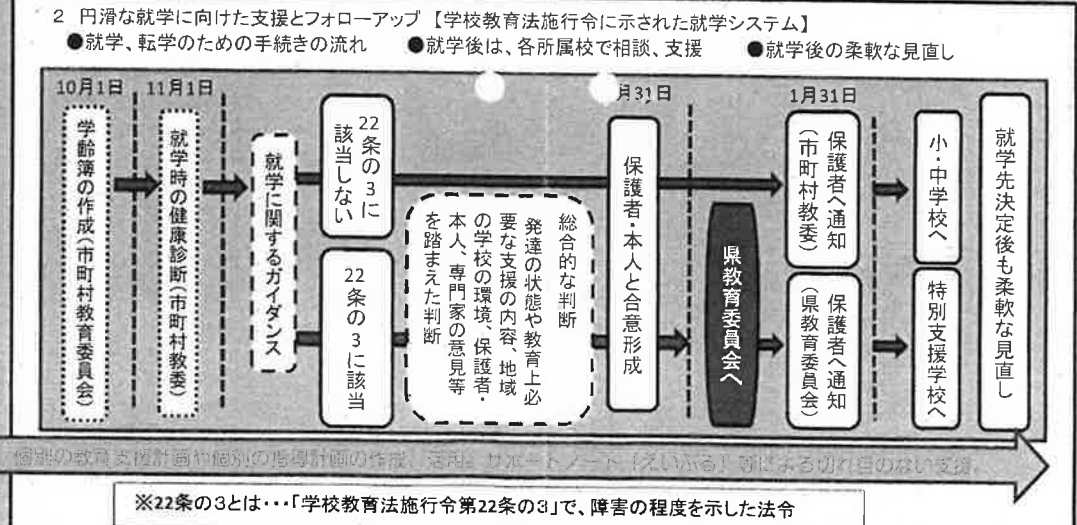 2 円滑な就学に向けた支援とフォローアップ【学校教育法施行令に示された就学システム】
●就学、転学のための手続きの流れ ●就学後は、各所属校で相談、支援 ●就学後の柔軟な見直し
10月1日
11月1日
月31日
1月31日
学齢簿の作成(市町村教育委員会)
就学時の健康診断(市町村教委)
就学に関するガイダンス
22条の3に
該当しない
22条の3に該当
総合的な判断
発達の状態や教育上必
要な支援の内容、地域
の学校の環境、保護者・
本人、専門家の意見等
を踏まえた判断
保護者・本人と合意形成
県教育委員会へ
保護者へ通知
(市町村教委)
保護者へ通知
(県教育委員会)
小・中学校へ
特別支援学校へ
就学先決定後も柔軟な見直し
個別の教育支援計画や個別の指導計画の作成、活用。サポートノート「えいぶる」等による切れ目のない支援。
※22条の3とは・・・「学校教育法施行令第22条の3」で、障害の程度を示した法令